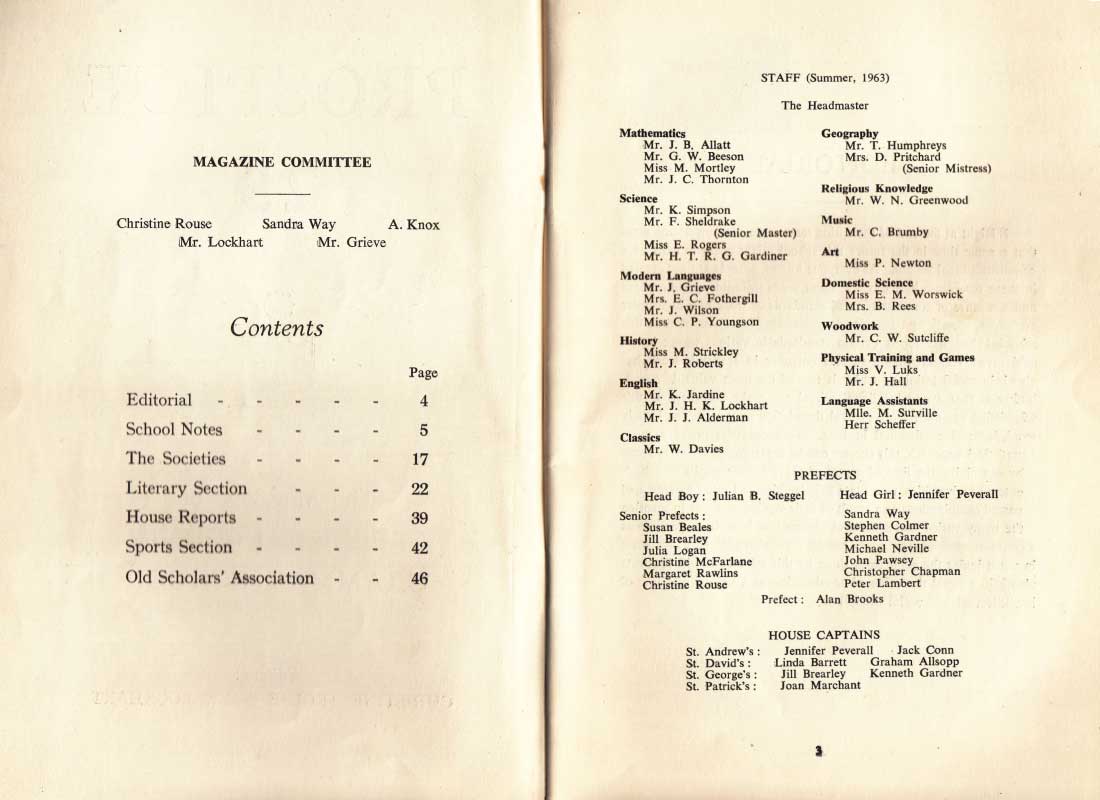 MAGAZINE COMMITTEE
Christine Rouse Sandra Way A. Knox
Mr. Lockhart Mr. Grieve
Contents
Page
Editorial - - - - - 4
School Notes - - - - 5
The Societies - - - - 17
Literary Section - - - 22
House Reports - - - - 39
Sports Section - - - - 42
Old Scholars' Association - - 46
STAFF (Summer, 1963)
The Headmaster
Mathematics
Mr. J. B. Allatt
Mr. G. W. Beeson
Miss M. Mortley
Mr. J. C. Thornton
Science
Mr. K. Simpson
Mr. F. Sheldrake
(Senior Master)
Miss E. Rogers
Mr. H. T. R. G. Gardiner
Modern Languages
Mr. J. Grieve
Mrs. E. C. Fothergill
Mr. J. Wilson
Miss C. P. Youngson
History
Miss M. Strickley
Mr. J. Roberts
English
Mr. K. Jardine
Mr. J. H. K. Lockhart
Mr. J. J. Alderman
Classics
Mr. W. Davies
Geography
Mr. T. Humphreys
Mrs. D. Pritchard
(Senior Mistress)
Religious Knowledge
Mr. W. N. Greenwood
Music
Mr. C. Brumby
Art
Miss P. Newton
Domestic Science
Miss E. M. Worswick
Mrs. B. Rees
Woodwork
Mr. C. W. Sutcliffe
Physical Training and Games
Miss V. Luks
Mr. J. Hall
Language Assistants
Mlle. M. Surville
Herr Scheffer
PREFECTS
Head Boy : Julian B. Steggel Head Girl : Jennifer Peverall
Senior Prefects :
Susan Beales
Jill Brearley
Julia Logan
Christine McFarlane
Margaret Rawlins
Christine Rouse
Sandra Way
Stephen Colmer
Kenneth Gardner
Michael Neville
John Pawsey
Christopher Chapman
Peter Lambert
Prefect : Alan Brooks
HOUSE CAPTAINS
St. Andrew's : Jennifer Peverall Jack Conn
St. David's : Linda Barrett Graham Allsopp
St. George's : Jill Brearley Kenneth Gardner
St. Patrick's : Joan Marchant
3